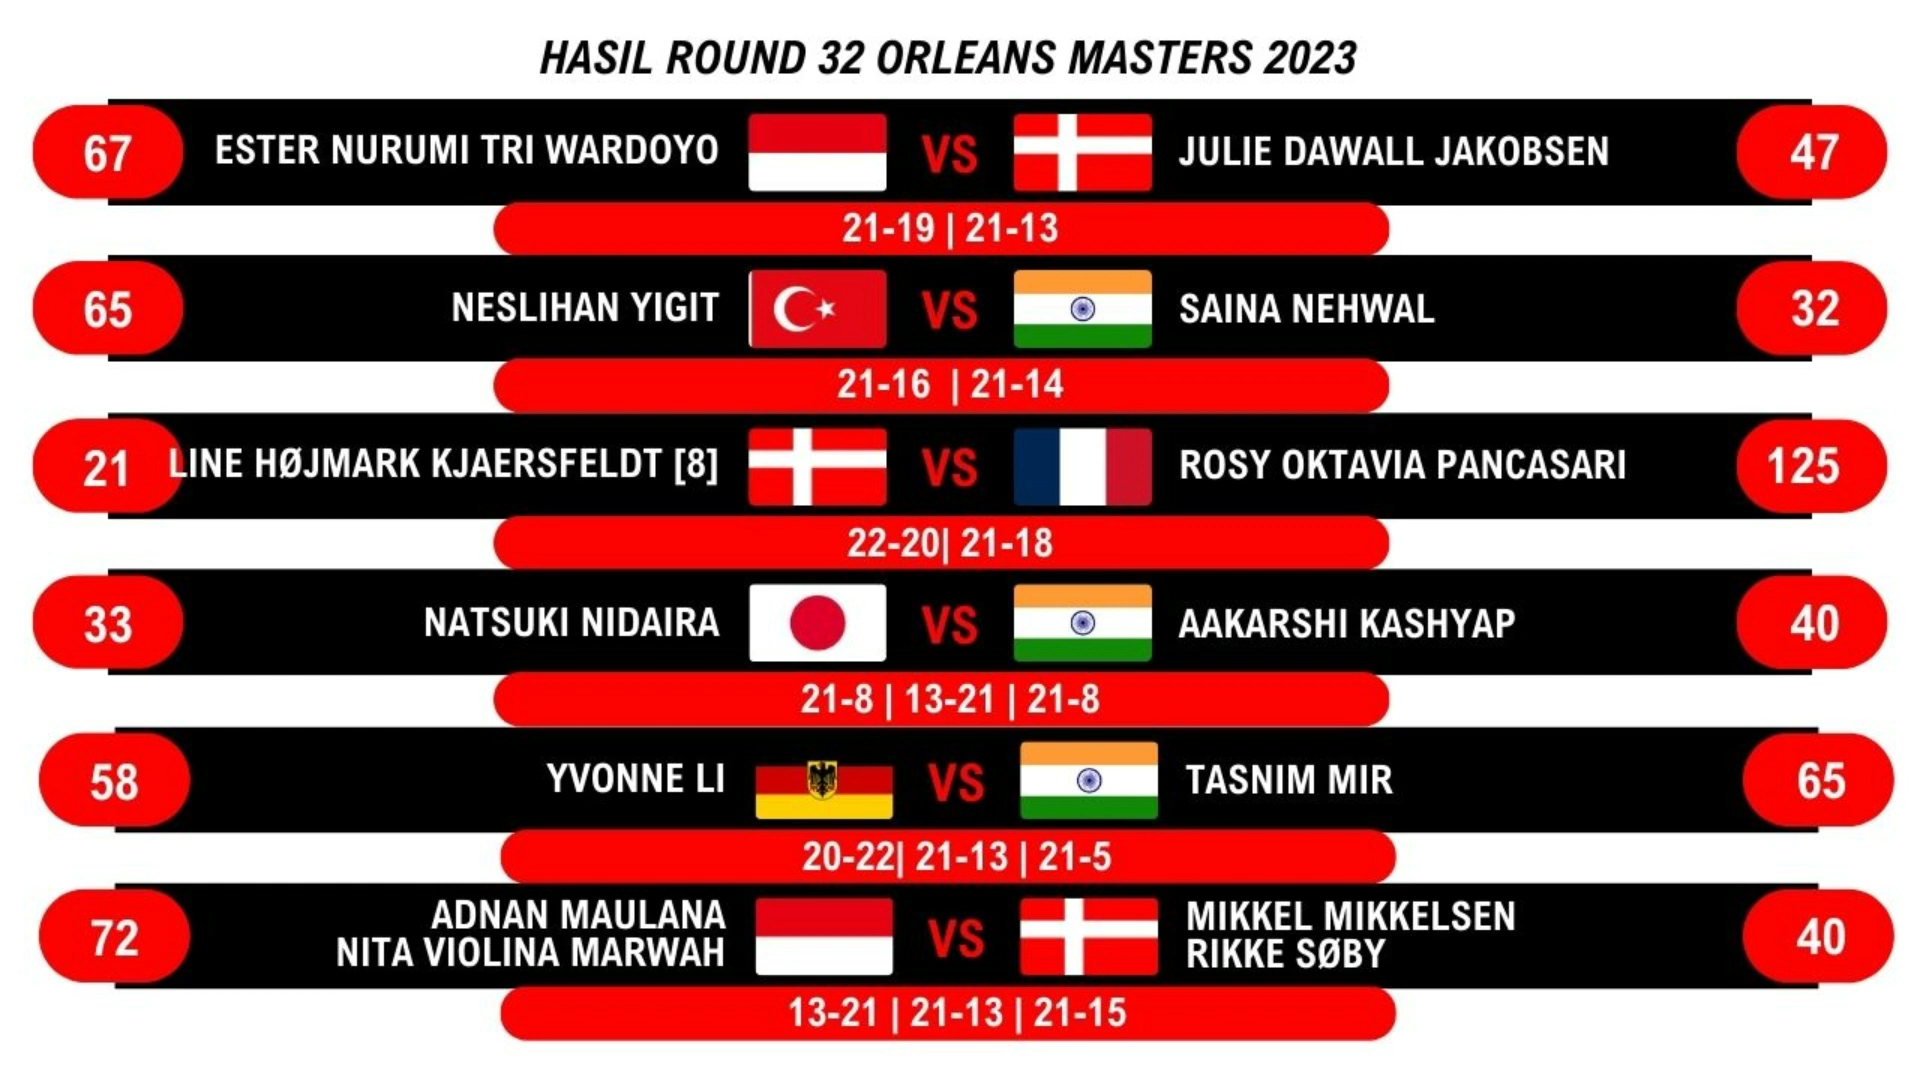 HASIL ROUND 32 ORLEANS MASTERS 2023
67 ESTER NURUMI TRI WARDOYO VS JULIE DAWALL JAKOBSEN 47
21-19 | 21-13
65 NESLIHAN YIGIT VS SAINA NEHWAL 32
21-16 | 21-14
21 LINE HØJMARK KJAERSFELDT [8] VS ROSY OKTAVIA PANCASARI 125
22-20| 21-18
33 NATSUKI NIDAIRA VS AAKARSHI KASHYAP 40
21-8 | 13-21 | 21-8
58 YVONNE LI VS TASNIM MIR 65
20-22| 21-13 | 21-5
72 ADNAN MAULANA VS MIKKEL MIKKELSEN 40
NITA VIOLINA MARWAH RIKKE SØBY
13-21 | 21-13 | 21-15